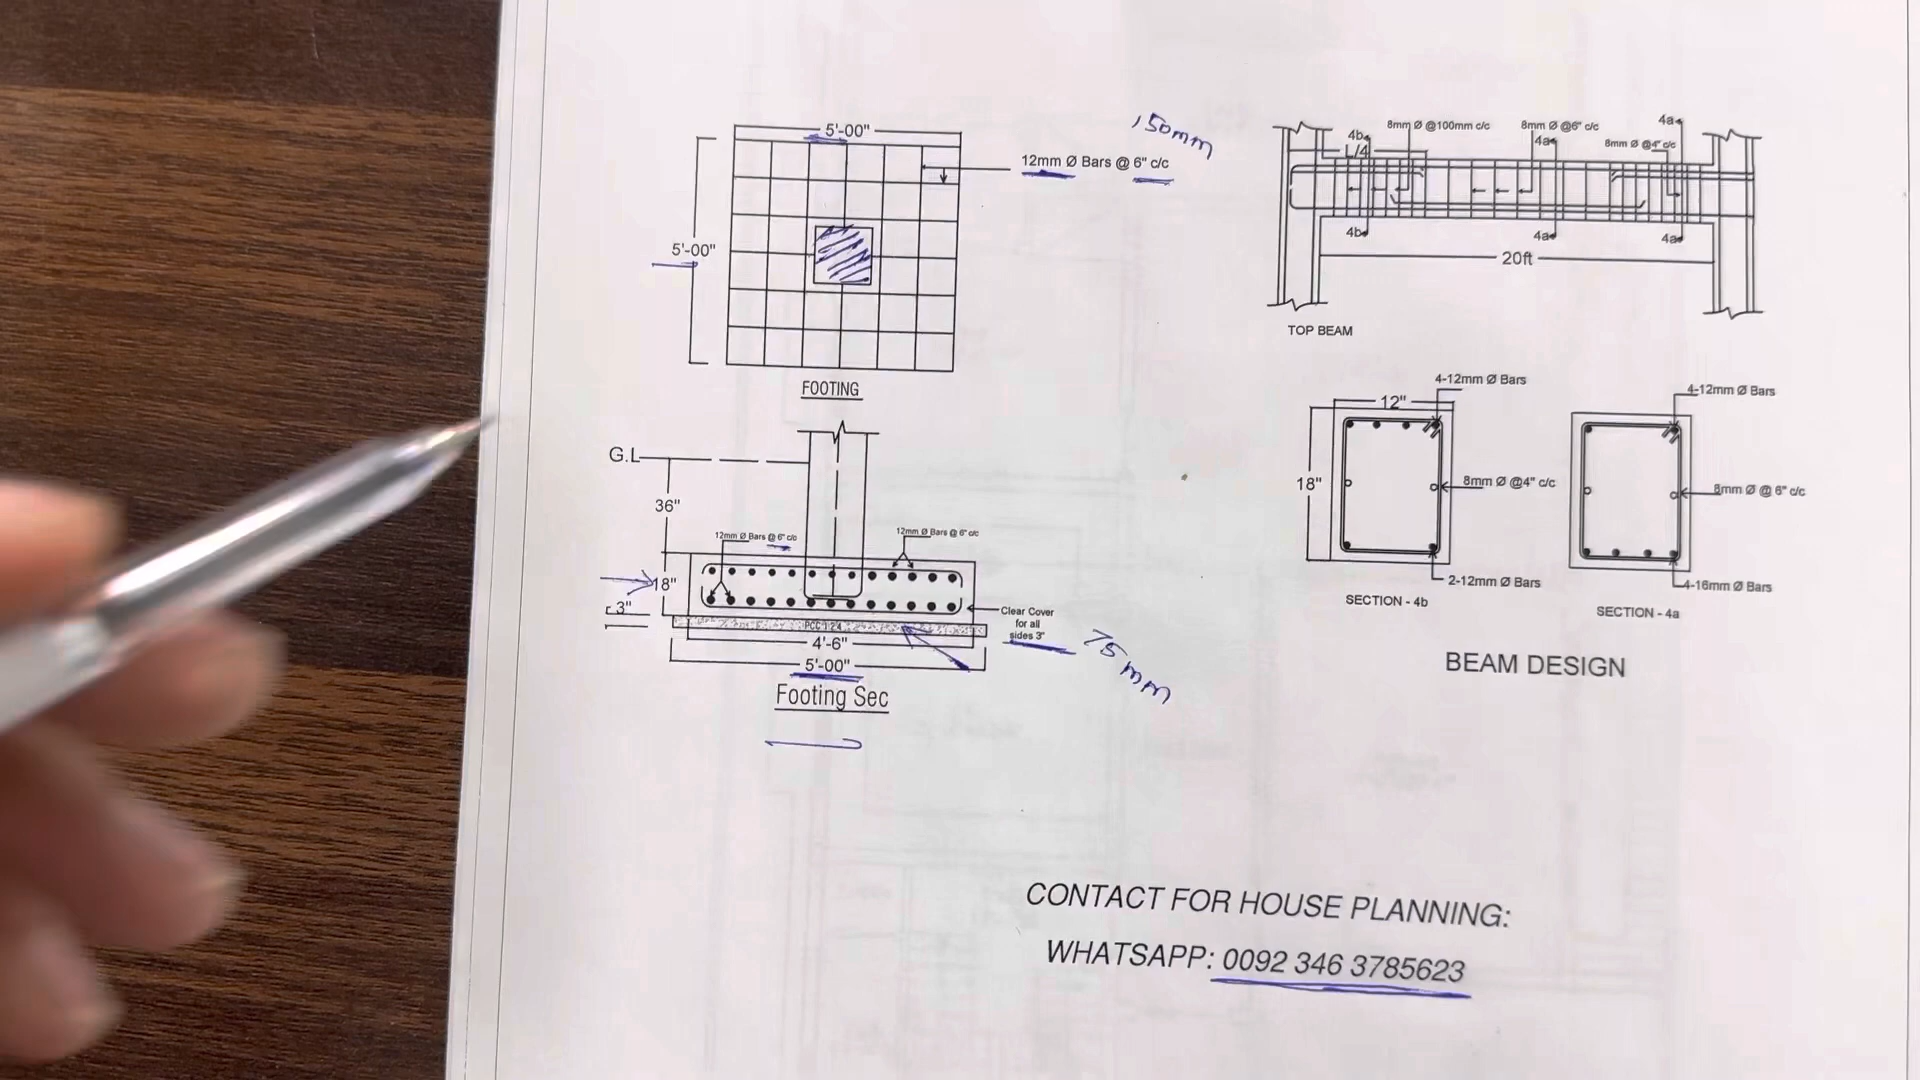 5'-00"
150mm
12mm Ø Bars @ 6" c/c
5'-00"
FOOTING
G.L
36"
12mm Ø Bars @ 6" c/c
12mm Ø Bars @ 6" c/c
18"
3"
Clear Cover
for all
sides 3"
75mm
PCC 1:2:4
4'-6"
5'-00"
Footing Sec
4b
L/4
8mm Ø @100mm c/c
8mm Ø @6" c/c
4a
8mm Ø @4" c/c
4a
4b
4a
4a
20ft
TOP BEAM
4-12mm Ø Bars
12"
18"
8mm Ø @4" c/c
2-12mm Ø Bars
SECTION - 4b
4-12mm Ø Bars
8mm Ø @ 6" c/c
4-16mm Ø Bars
SECTION - 4a
BEAM DESIGN
CONTACT FOR HOUSE PLANNING:
WHATSAPP: 0092 346 3785623